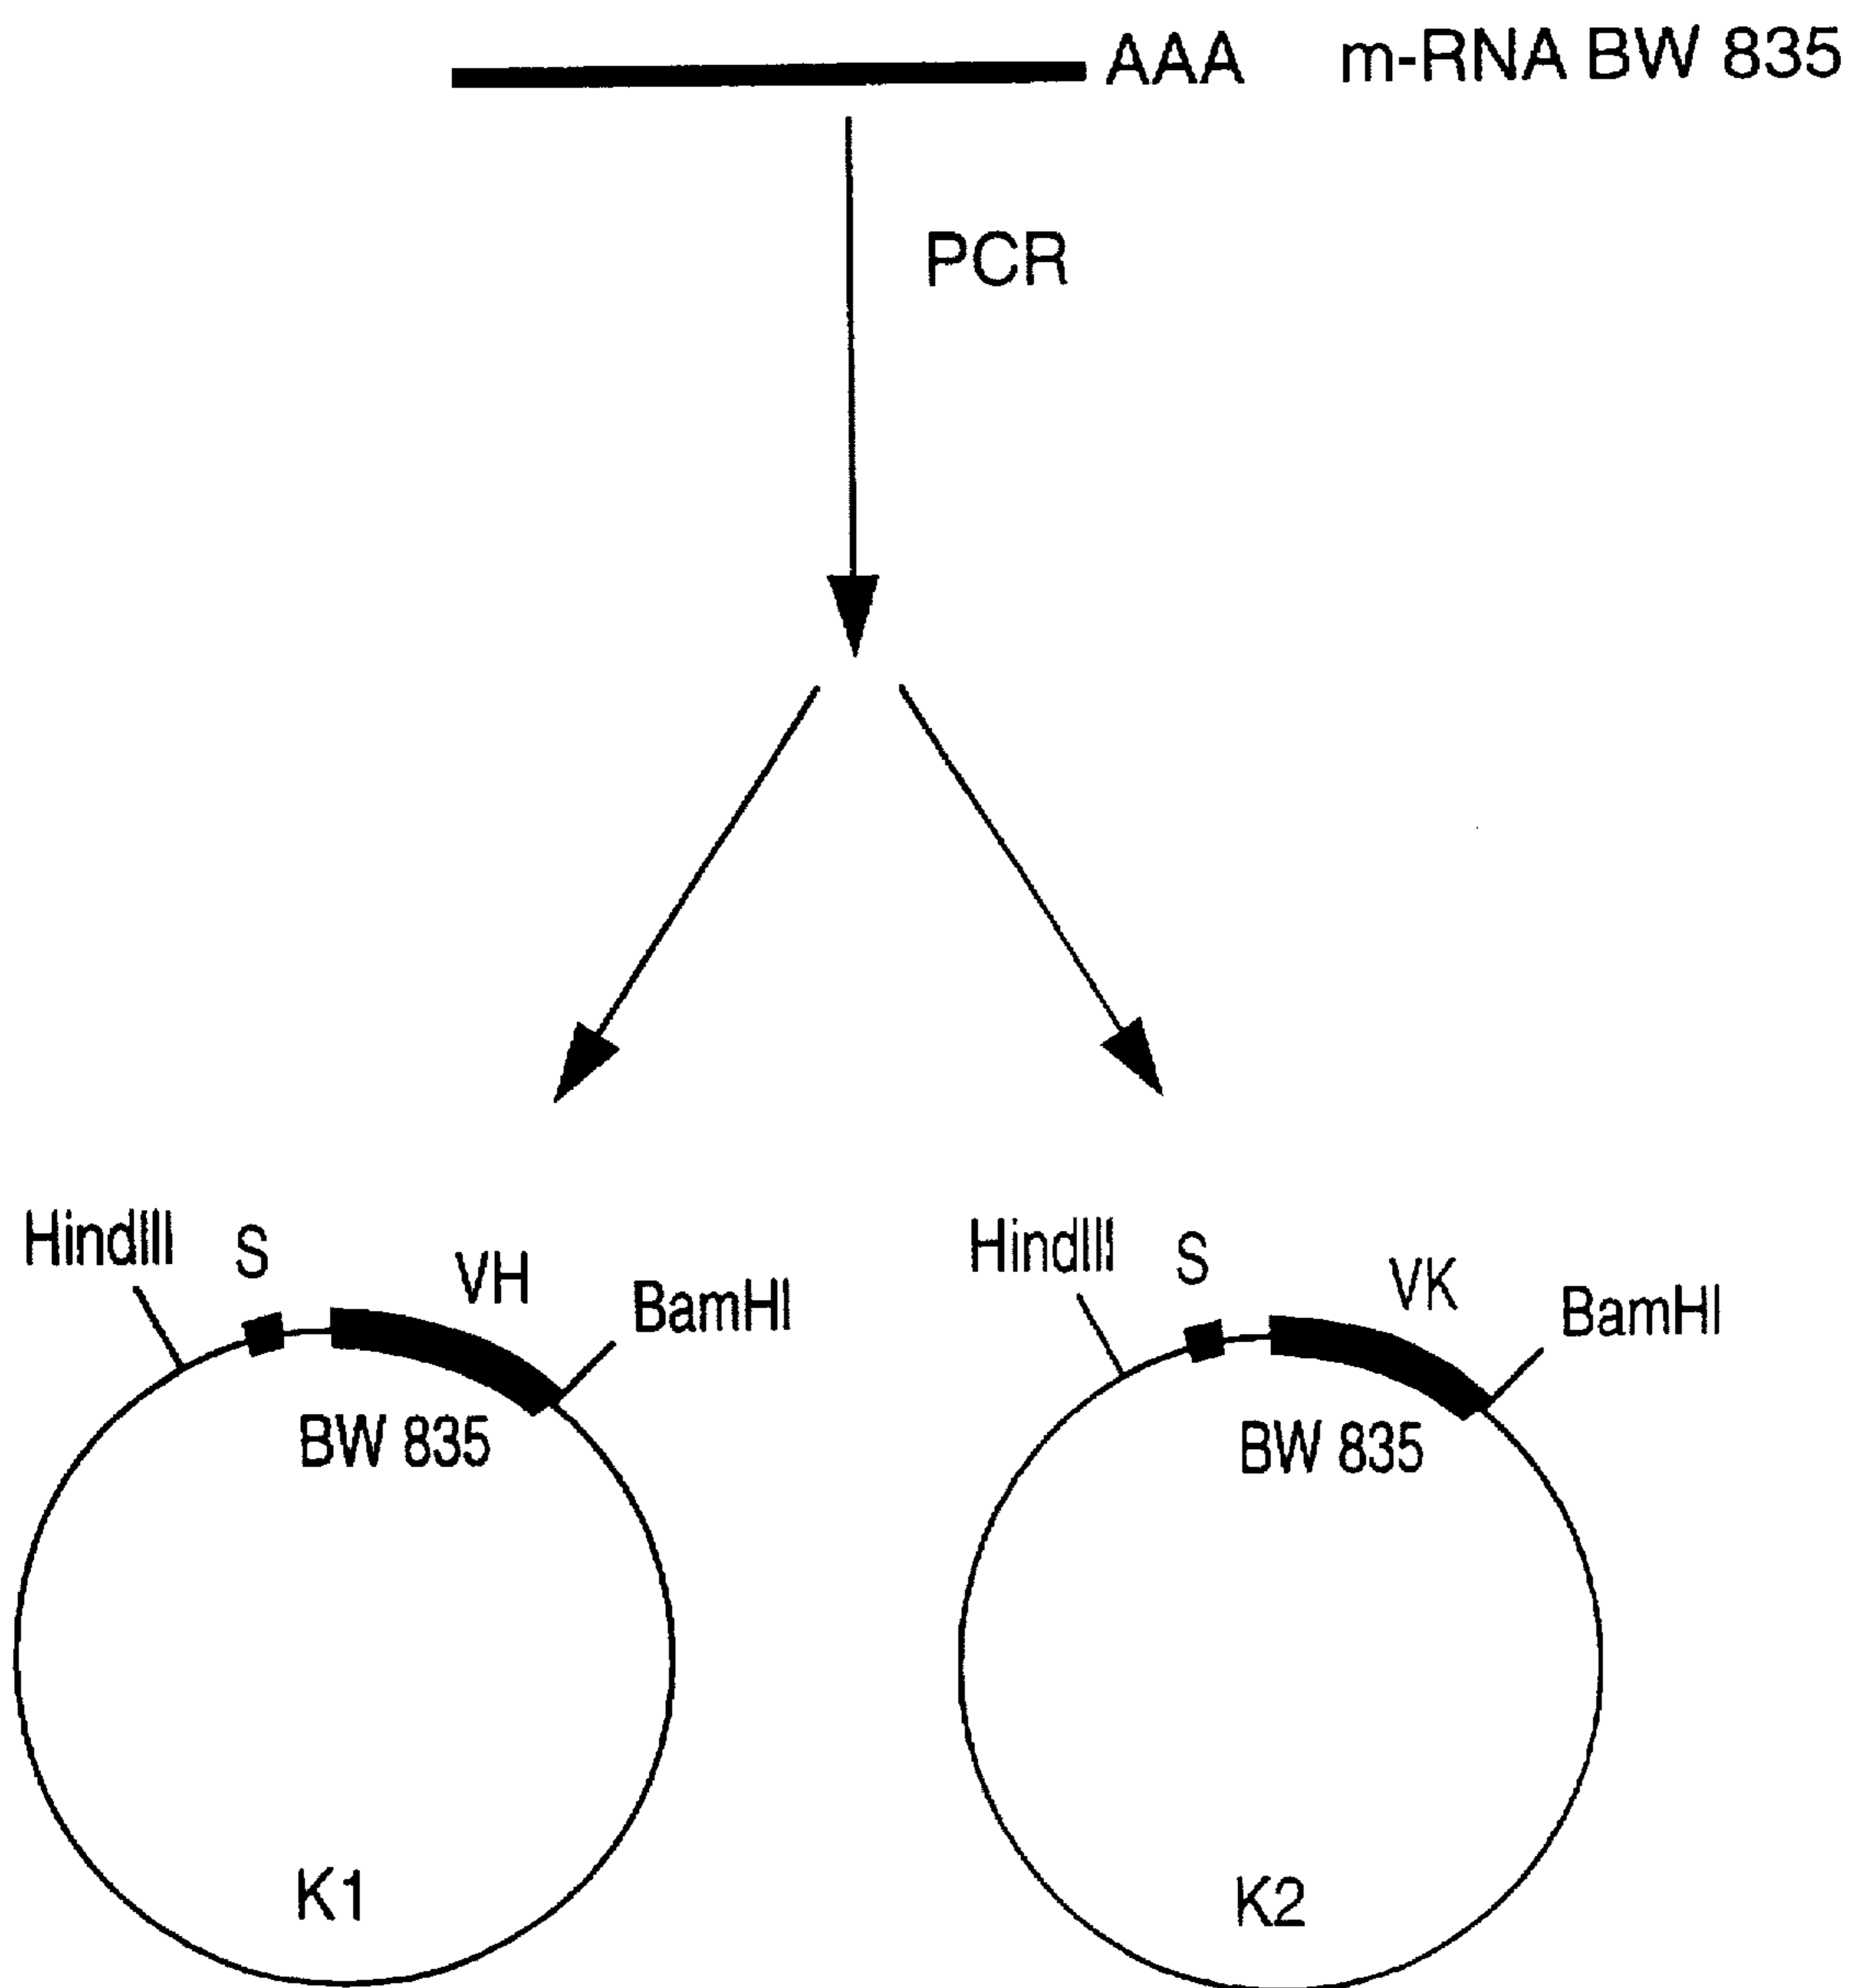 AAA m-RNA BW 835
PCR
HindIII S VH BamHI
BW 835
K1
HindIII S VK BamHI
BW 835
K2